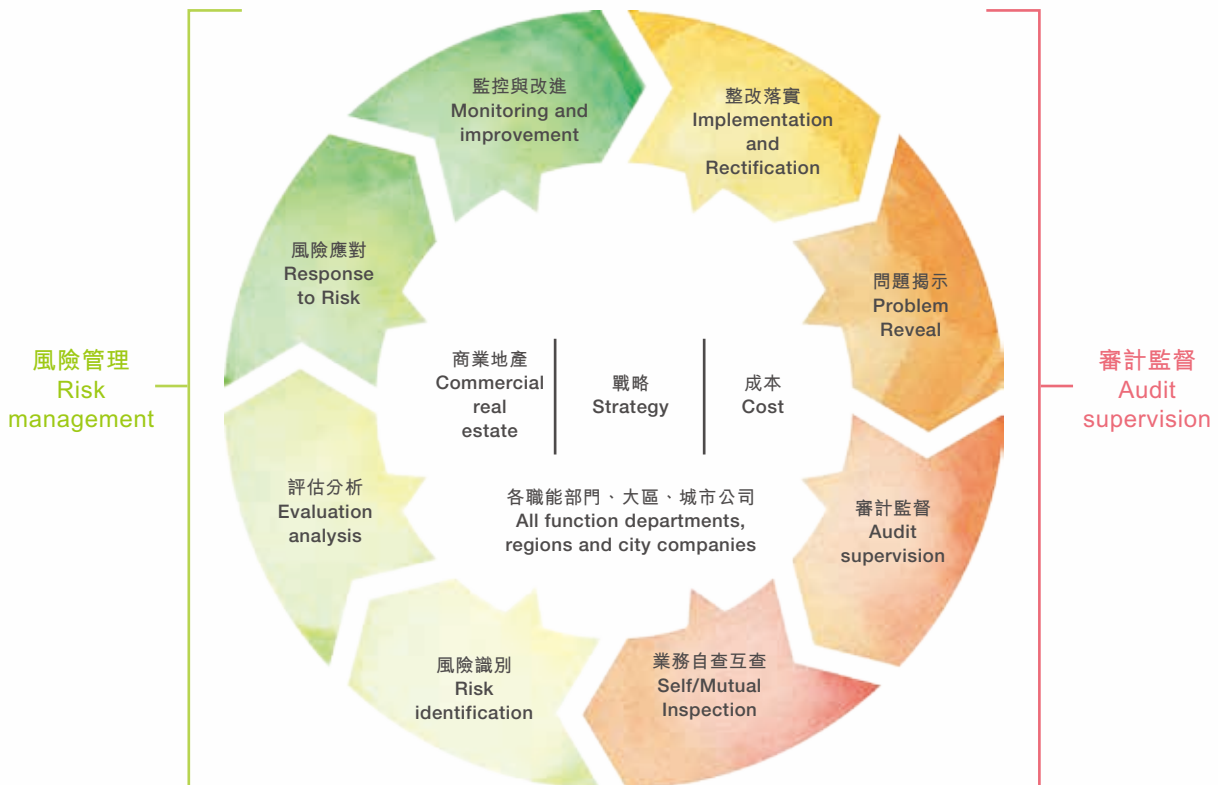 監控與改進
Monitoring and
improvement
整改落實
Implementation
and
Rectification
風險應對
Response
to Risk
問題揭示
Problem
Reveal
風險管理
Risk
management
商業地產
Commercial
real
estate
戰略
Strategy
成本
Cost
審計監督
Audit
supervision
評估分析
Evaluation
analysis
各職能部門、大區、城市公司
All function departments,
regions and city companies
審計監督
Audit
supervision
風險識別
Risk
identification
業務自查互查
Self/Mutual
Inspection